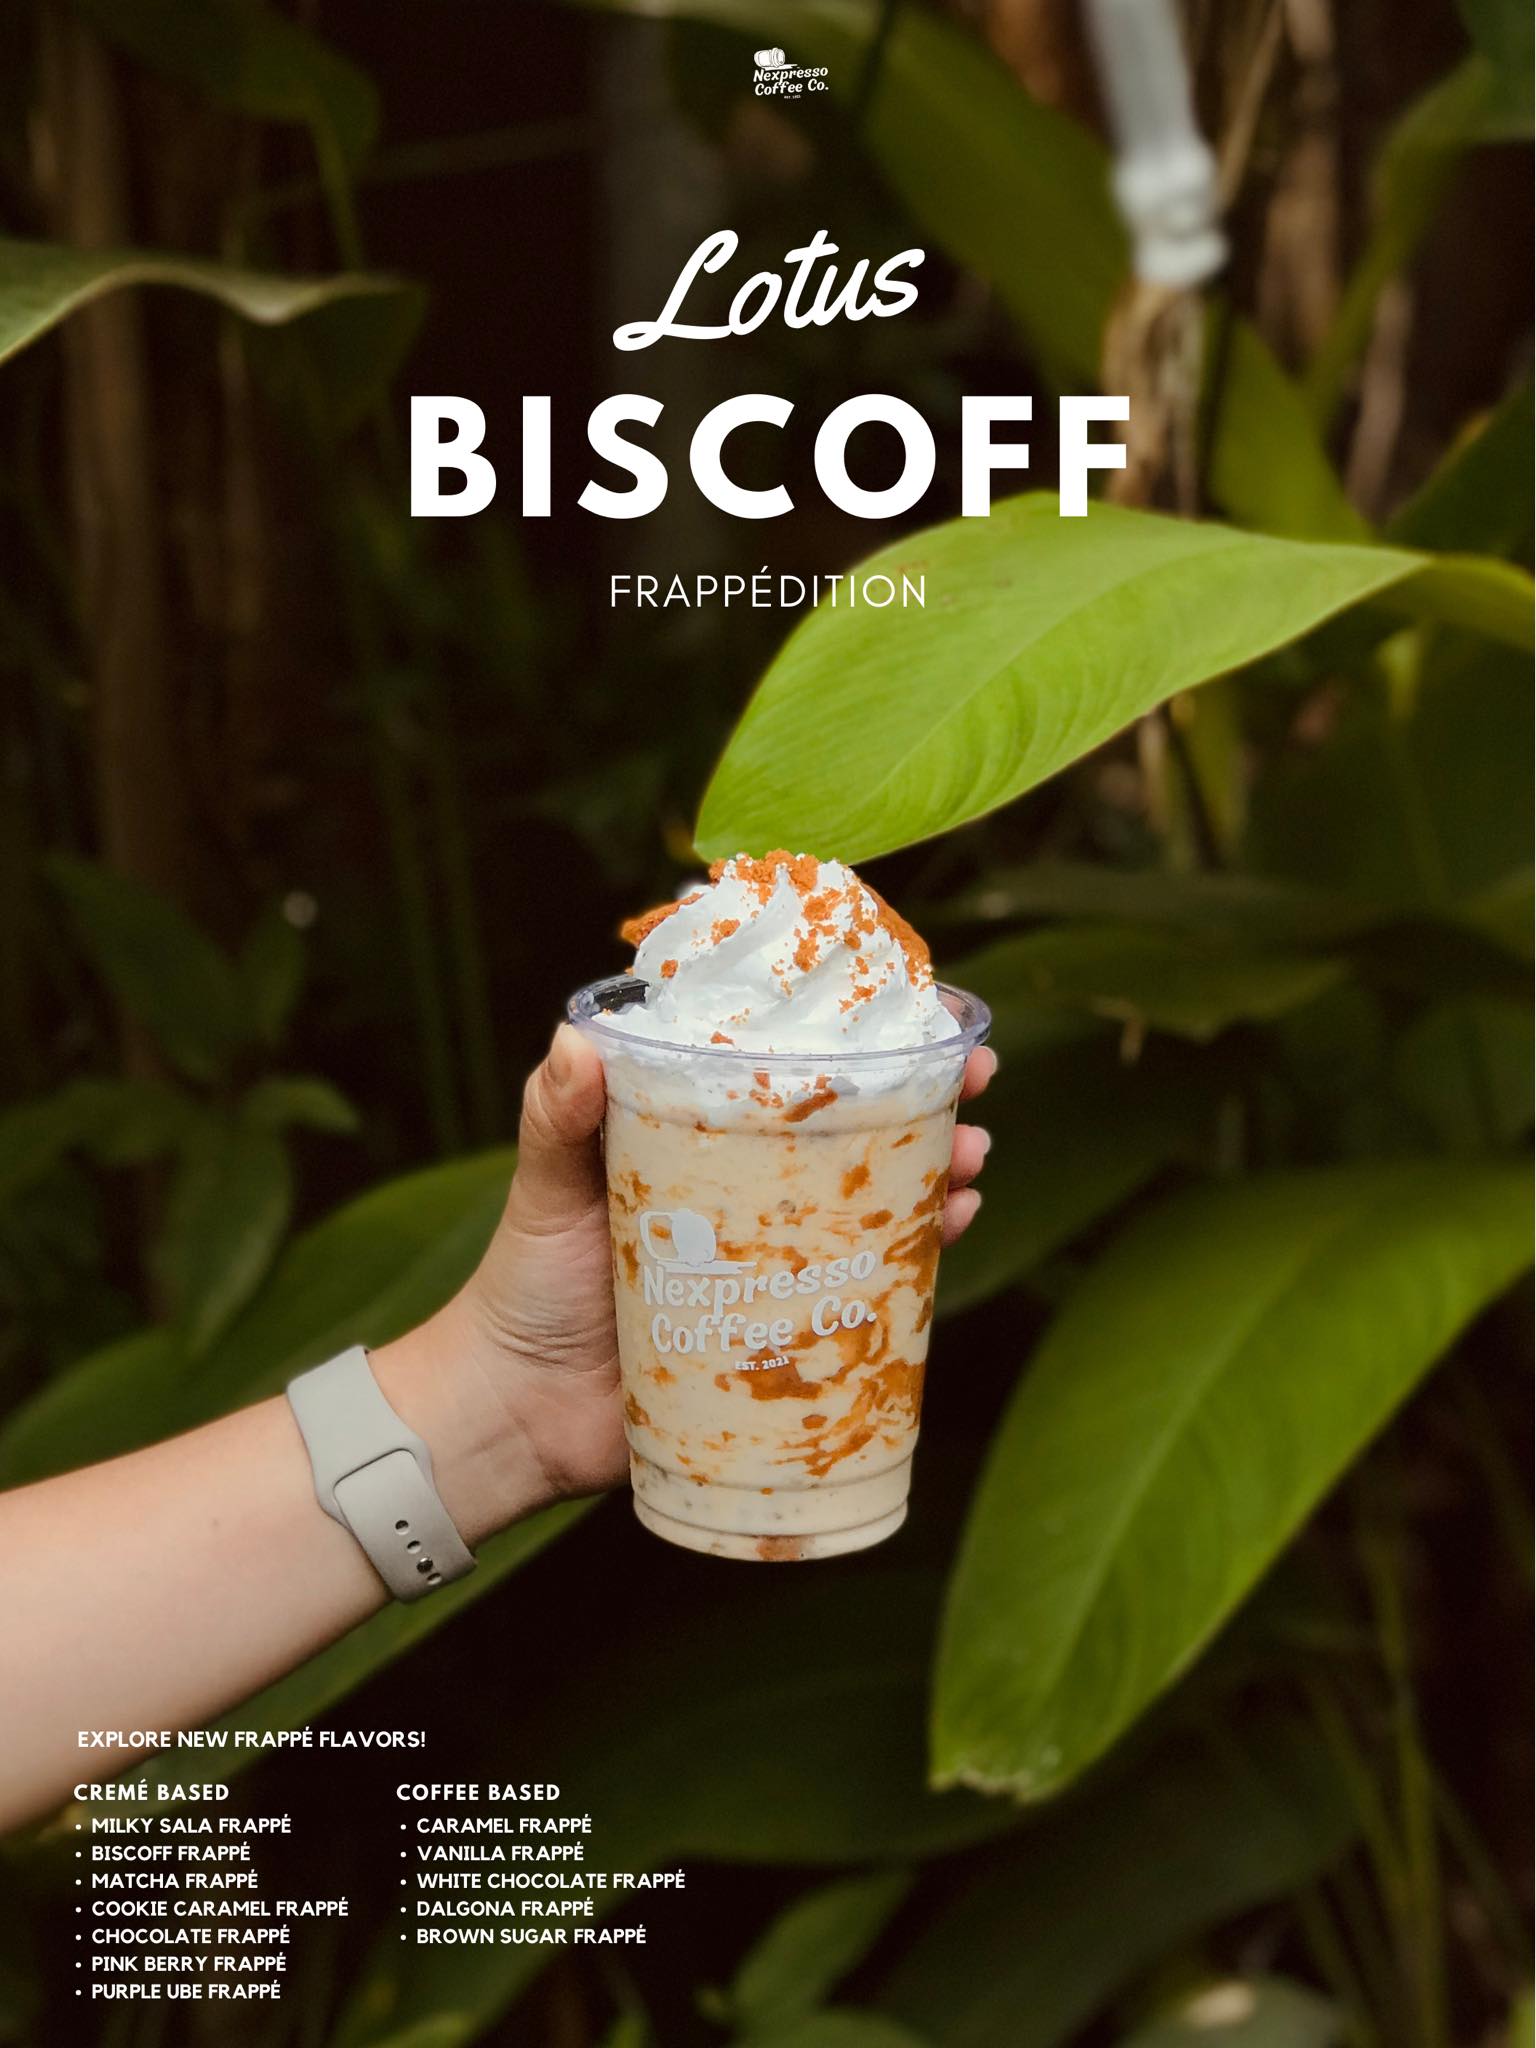 Nexpresso
Coffee Co.
EST. 2021
Lotus
BISCOFF
FRAPPÉDITION
Nexpresso
Coffee Co.
EST. 2021
EXPLORE NEW FRAPPÉ FLAVORS!
CREMÉ BASED
• MILKY SALA FRAPPÉ
• BISCOFF FRAPPÉ
• MATCHA FRAPPÉ
• COOKIE CARAMEL FRAPPÉ
• CHOCOLATE FRAPPÉ
• PINK BERRY FRAPPÉ
• PURPLE UBE FRAPPÉ
COFFEE BASED
• CARAMEL FRAPPÉ
• VANILLA FRAPPÉ
• WHITE CHOCOLATE FRAPPÉ
• DALGONA FRAPPÉ
• BROWN SUGAR FRAPPÉ